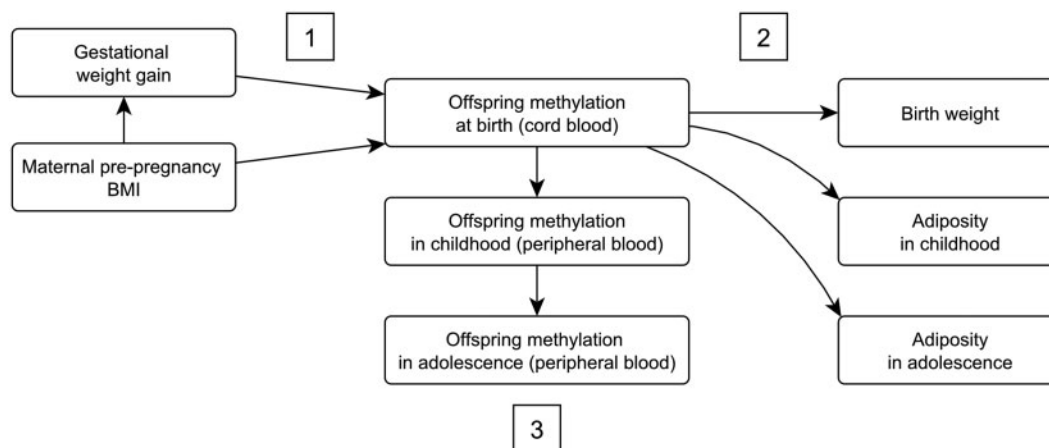 1
2
Gestational
weight gain
Offspring methylation
at birth (cord blood)
Birth weight
Maternal pre-pregnancy
BMI
Offspring methylation
in childhood (peripheral blood)
Adiposity
in childhood
Offspring methylation
in adolescence (peripheral blood)
Adiposity
in adolescence
3